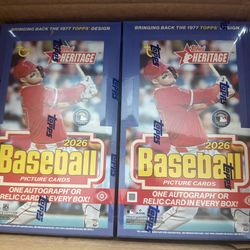 BRINGING BACK THE 1977 TOPPS® DESIGN
Topps
HERITAGE
2026
Baseball
PICTURE CARDS
ONE AUTOGRAPH OR
RELIC CARD IN EVERY BOX!
BRINGING BACK THE 1977 TOPPS® DESIGN
Topps
HERITAGE
2026
Baseball
PICTURE CARDS
ONE AUTOGRAPH OR
RELIC CARD IN EVERY BOX!